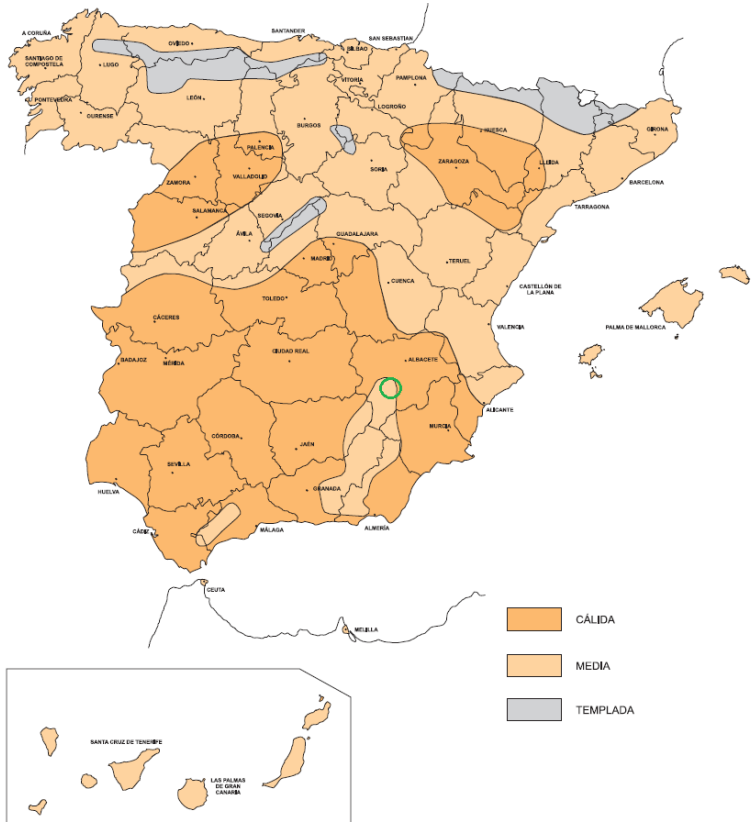 A CORUÑA
OVIEDO
SANTANDER
SAN SEBASTIÁN
BILBAO
SANTIAGO DE
COMPOSTELA
LUGO
VITORIA
PAMPLONA
PONTEVEDRA
OURENSE
LEÓN
LOGROÑO
BURGOS
HUESCA
GIRONA
PALENCIA
ZAMORA
VALLADOLID
SORIA
ZARAGOZA
LLEIDA
BARCELONA
TARRAGONA
SALAMANCA
SEGOVIA
ÁVILA
GUADALAJARA
MADRID
TERUEL
CUENCA
CASTELLÓN DE
LA PLANA
TOLEDO
CÁCERES
VALENCIA
PALMA DE MALLORCA
BADAJOZ
MÉRIDA
CIUDAD REAL
ALBACETE
ALICANTE
MURCIA
CÓRDOBA
JAÉN
SEVILLA
HUELVA
GRANADA
CÁDIZ
MÁLAGA
ALMERÍA
CEUTA
MELILLA
CÁLIDA
MEDIA
TEMPLADA
SANTA CRUZ DE TENERIFE
LAS PALMAS
DE GRAN
CANARIA